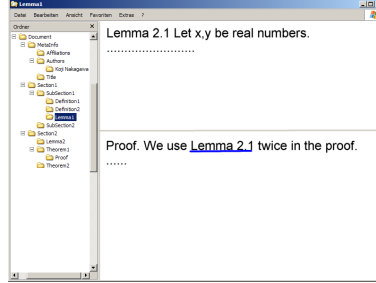 Lemma1
Datei Bearbeiten Ansicht Favoriten Extras ?
Ordner x
Document
MetaInfo
Affiliations
Authors
Koji Nakagawa
Title
Section1
SubSection1
Definition1
Definition2
Lemma1
SubSection2
Section2
Lemma2
Theorem1
Proof
Theorem2
Lemma 2.1 Let x,y be real numbers.
........................
Proof. We use Lemma 2.1 twice in the proof.
......